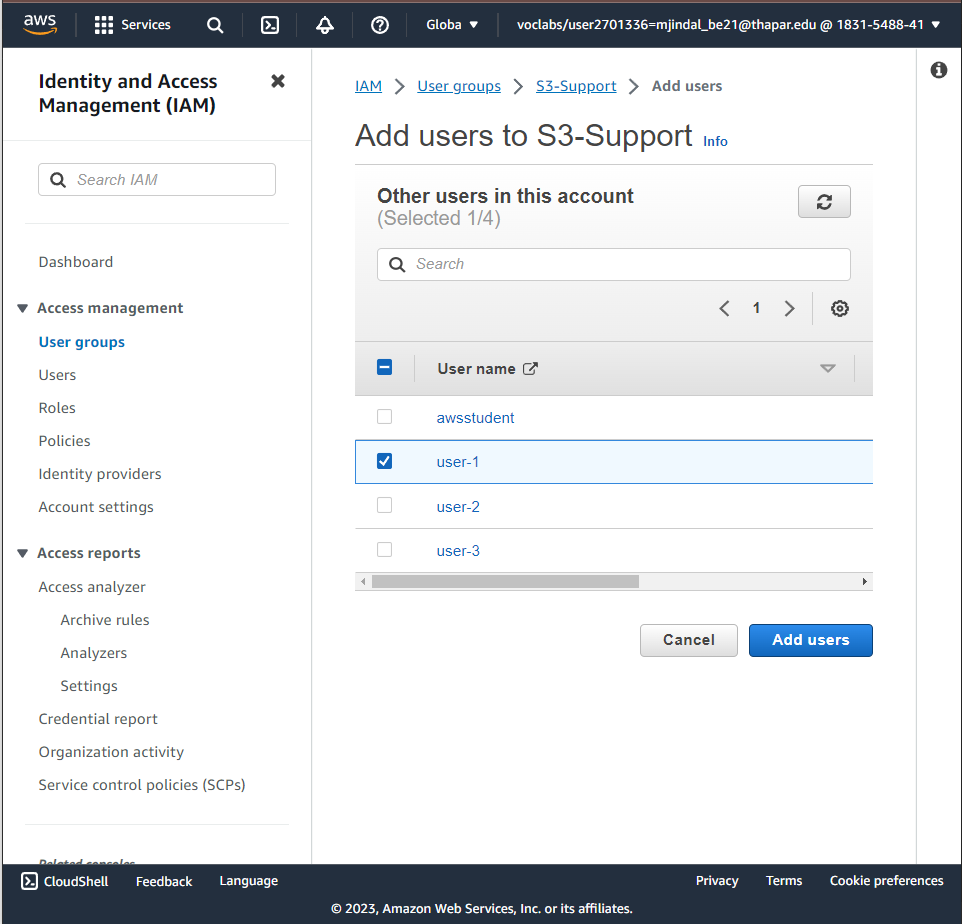 aws
Services
Globa
voclabs/user2701336=mjindal_be21@thapar.edu @ 1831-5488-41
Identity and Access
Management (IAM)
Search IAM
Dashboard
Access management
User groups
Users
Roles
Policies
Identity providers
Account settings
Access reports
Access analyzer
Archive rules
Analyzers
Settings
Credential report
Organization activity
Service control policies (SCPs)
Related consoles
IAM > User groups > S3-Support > Add users
Add users to S3-Support Info
Other users in this account
(Selected 1/4)
Search
1
User name
awsstudent
user-1
user-2
user-3
Cancel
Add users
CloudShell
Feedback
Language
Privacy
Terms
Cookie preferences
© 2023, Amazon Web Services, Inc. or its affiliates.